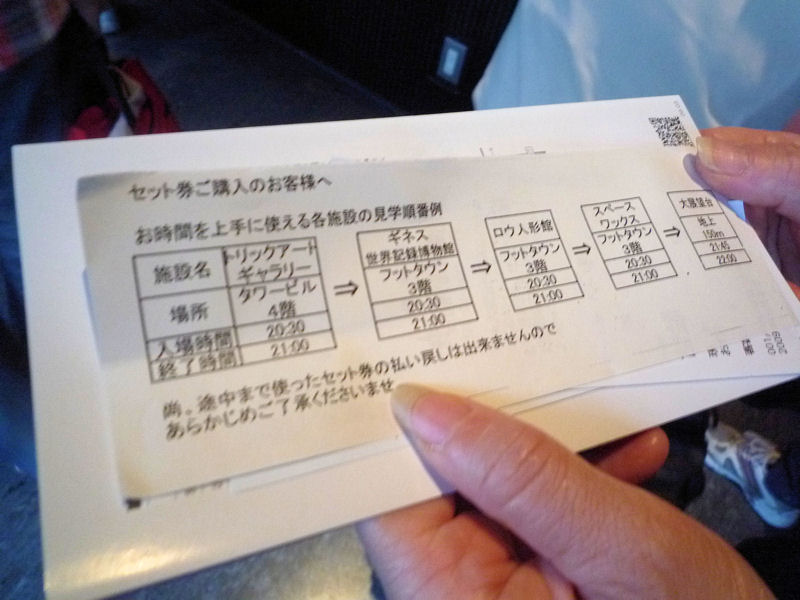 セット券ご購入のお客様へ
お時間を上手に使える各施設の見学順番例
施設名 トリックアート ギャラリー
場所 タワービル 4階
入場時間 20:30
終了時間 21:00
⇒
ギネス
世界記録博物館
フットタウン
3階
20:30
21:00
⇒
ロウ人形館
フットタウン
3階
20:30
21:00
⇒
スペース
ワックス
フットタウン
3階
20:30
21:00
⇒
大展望台
地上
150m
21:45
22:00
尚。途中まで使ったセット券の払い戻しは出来ませんので
あらかじめご了承くださいませ